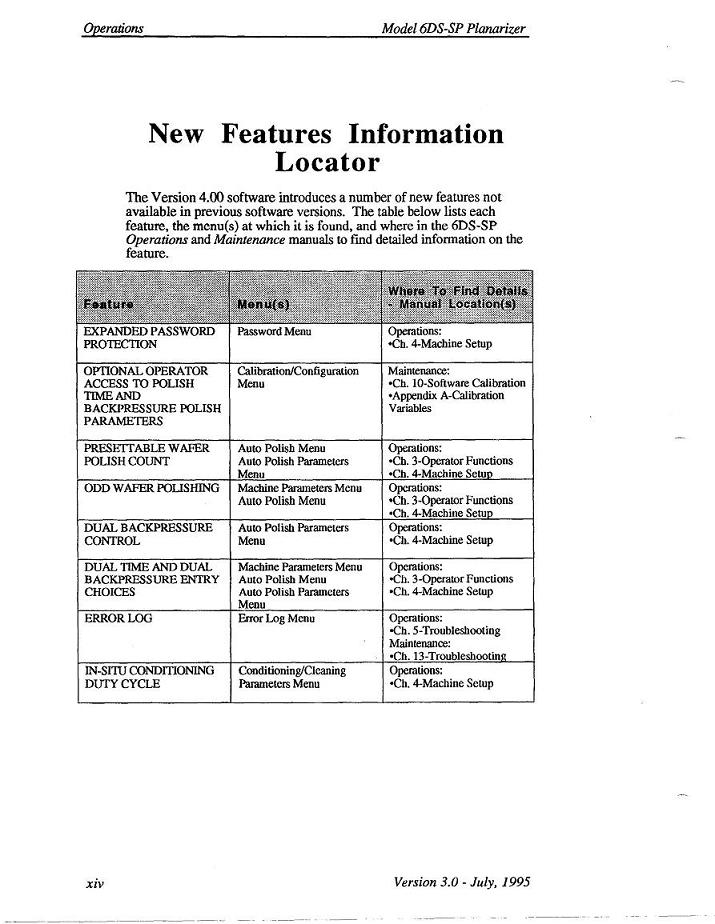 Operations Model 6DS-SP Planarizer
New Features Information
Locator
The Version 4.00 software introduces a number of new features not
available in previous software versions. The table below lists each
feature, the menu(s) at which it is found, and where in the 6DS-SP
Operations and Maintenance manuals to find detailed information on the
feature.
Feature Menu(s) Where To Find Details
- Manual Location(s)
EXPANDED PASSWORD Password Menu Operations:
PROTECTION •Ch. 4-Machine Setup
OPTIONAL OPERATOR Calibration/Configuration Maintenance:
ACCESS TO POLISH Menu •Ch. 10-Software Calibration
TIME AND •Appendix A-Calibration
BACKPRESSURE POLISH Variables
PARAMETERS
PRESETTABLE WAFER Auto Polish Menu Operations:
POLISH COUNT Auto Polish Parameters •Ch. 3-Operator Functions
Menu •Ch. 4-Machine Setup
ODD WAFER POLISHING Machine Parameters Menu Operations:
Auto Polish Menu •Ch. 3-Operator Functions
•Ch. 4-Machine Setup
DUAL BACKPRESSURE Auto Polish Parameters Operations:
CONTROL Menu •Ch. 4-Machine Setup
DUAL TIME AND DUAL Machine Parameters Menu Operations:
BACKPRESSURE ENTRY Auto Polish Menu •Ch. 3-Operator Functions
CHOICES Auto Polish Parameters •Ch. 4-Machine Setup
Menu
ERROR LOG Error Log Menu Operations:
•Ch. 5-Troubleshooting
Maintenance:
•Ch. 13-Troubleshooting
IN-SITU CONDITIONING Conditioning/Cleaning Operations:
DUTY CYCLE Parameters Menu •Ch. 4-Machine Setup
xiv Version 3.0 - July, 1995